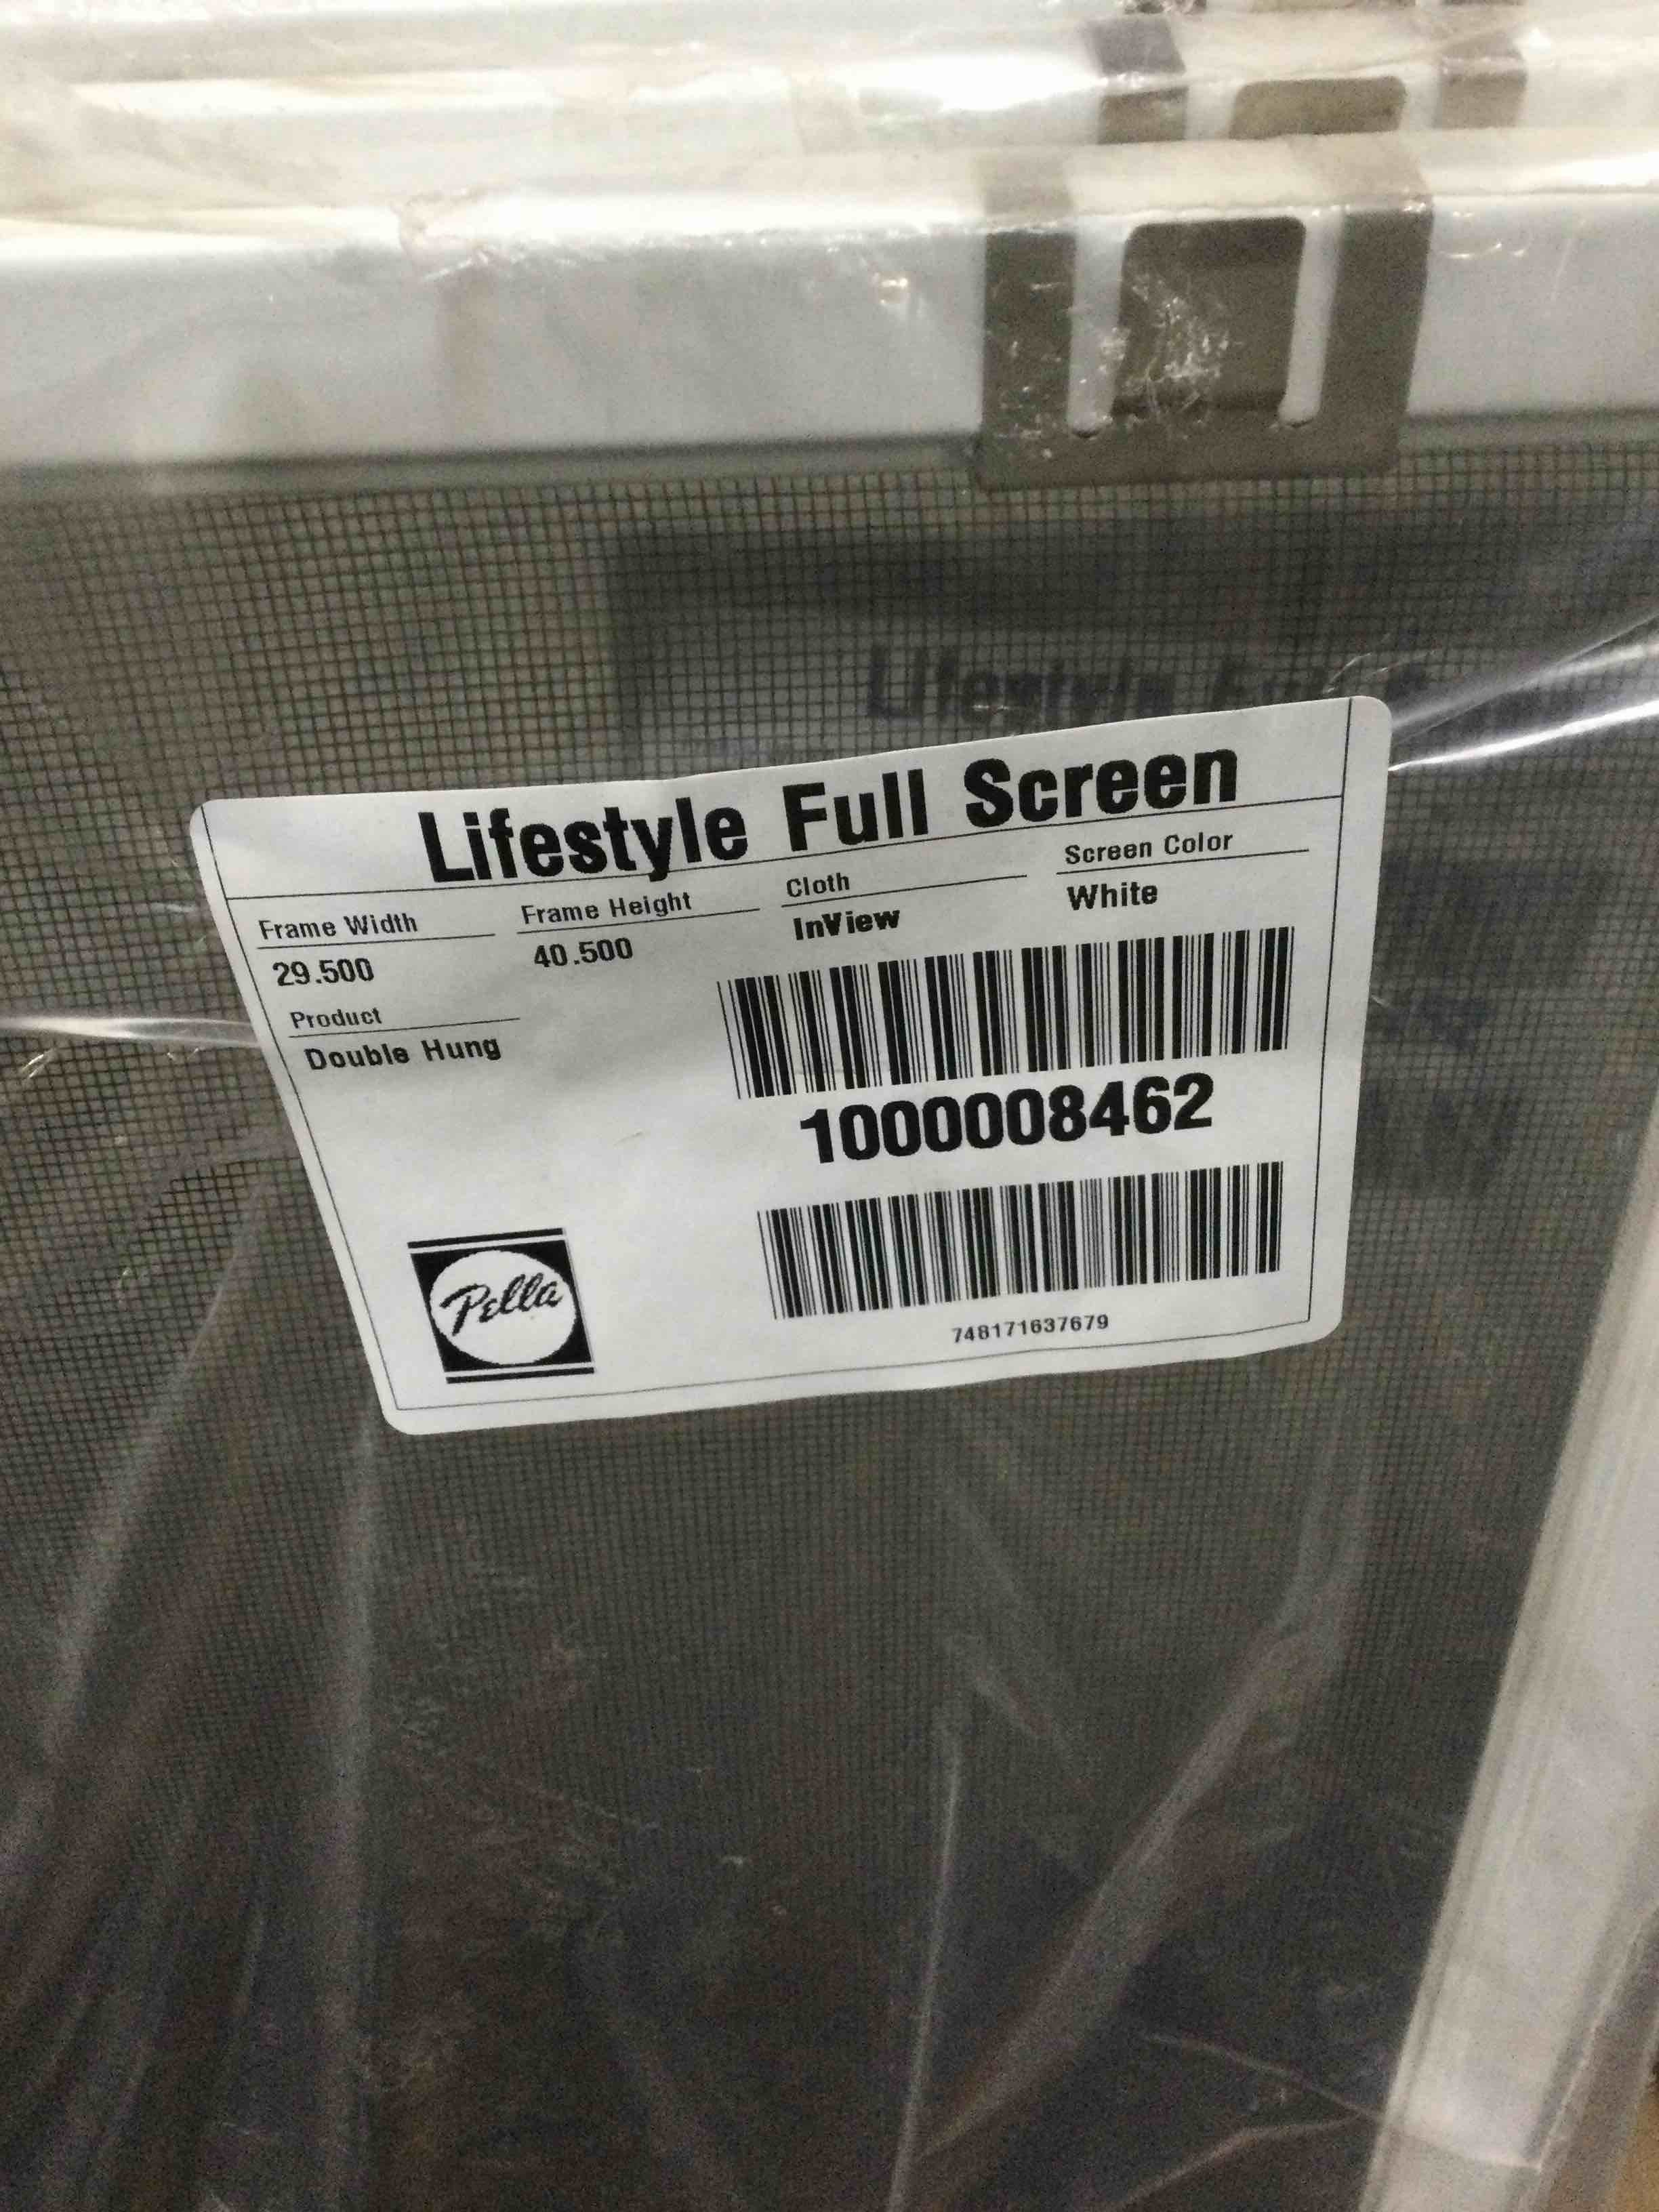 Lifestyle Full Screen
Frame Width Frame Height Cloth Screen Color
29.500 40.500 InView White
Product
Double Hung
1000008462
Pella
748171637679